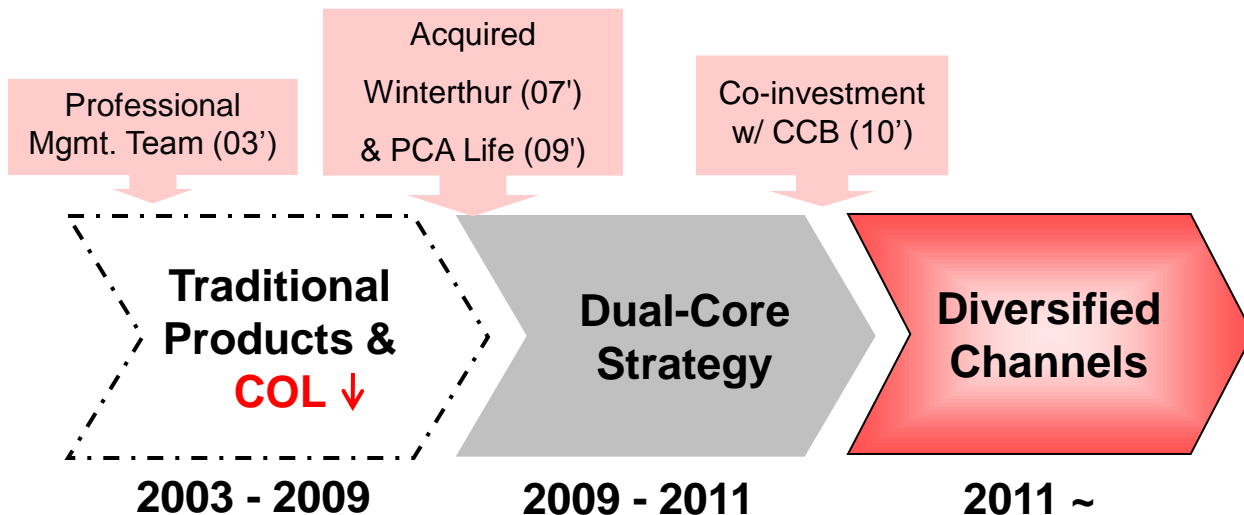 Professional
Mgmt. Team (03’)
Acquired
Winterthur (07')
& PCA Life (09')
Co-investment
w/ CCB (10’)
Traditional
Products &
COL ↓
Dual-Core
Strategy
Diversified
Channels
2003 - 2009
2009 - 2011
2011 ~